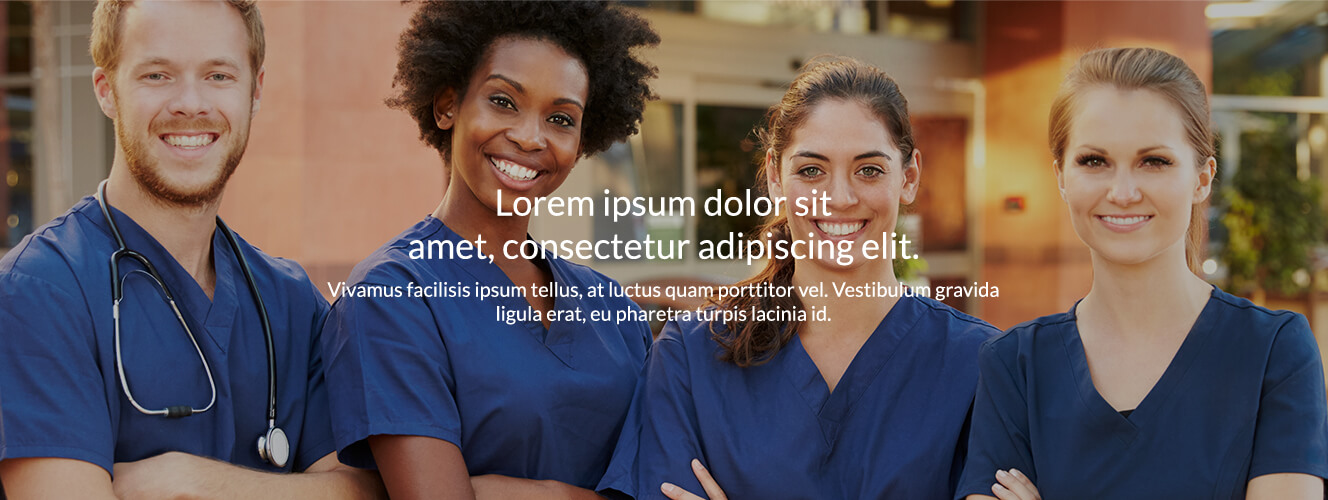 Lorem ipsum dolor sit
amet, consectetur adipiscing elit.
Vivamus facilisis ipsum tellus, at luctus quam porttitor vel. Vestibulum gravida
ligula erat, eu pharetra turpis lacinia id.